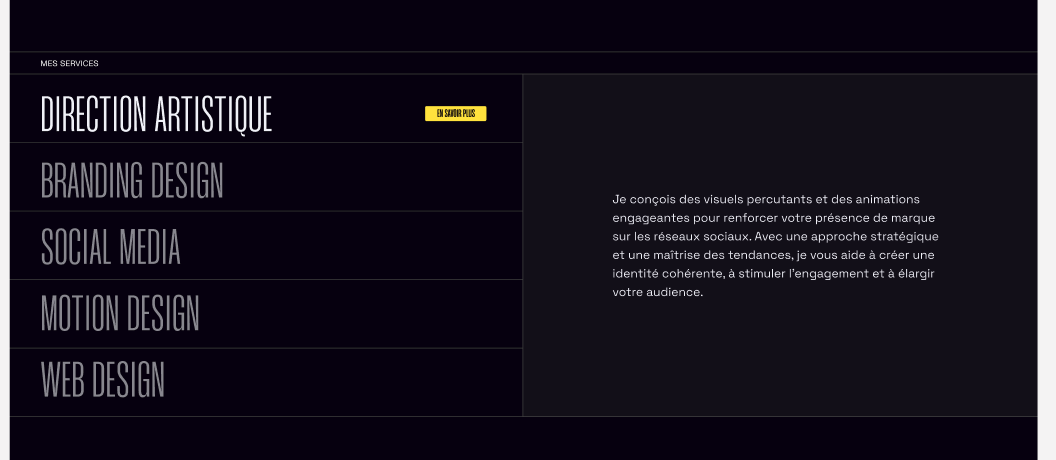 MES SERVICES
DIRECTION ARTISTIQUE
EN SAVOIR PLUS
BRANDING DESIGN
SOCIAL MEDIA
MOTION DESIGN
WEB DESIGN
Je conçois des visuels percutants et des animations
engageantes pour renforcer votre présence de marque
sur les réseaux sociaux. Avec une approche stratégique
et une maîtrise des tendances, je vous aide à créer une
identité cohérente, à stimuler l'engagement et à élargir
votre audience.